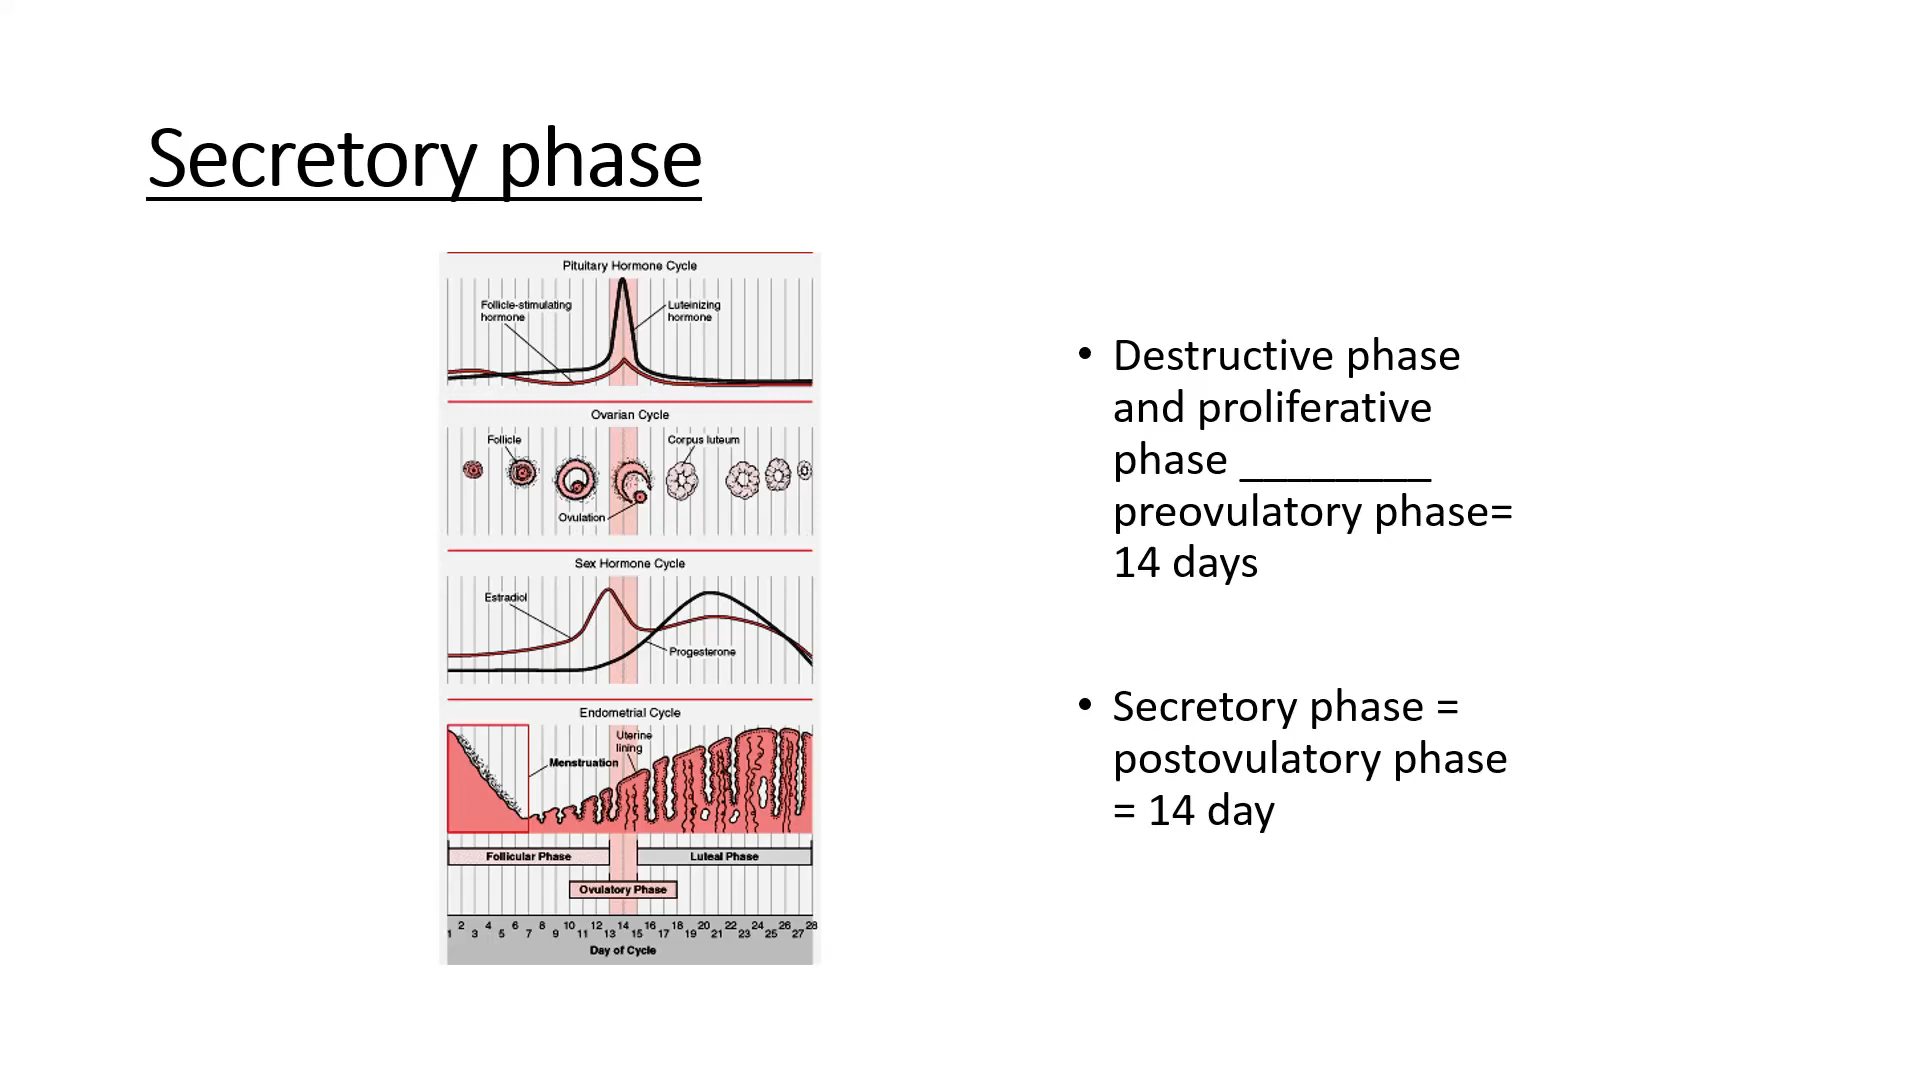 Secretory phase
Pituitary Hormone Cycle
Follicle-stimulating
hormone
Luteinizing
hormone
Ovarian Cycle
Follicle
Corpus luteum
Ovulation
Sex Hormone Cycle
Estradiol
Progesterone
Endometrial Cycle
Uterine
lining
Menstruation
Follicular Phase
Luteal Phase
Ovulatory Phase
2 4 6 8 10 12 14 16 18 20 22 24 26 28
1 3 5 7 9 11 13 15 17 19 21 23 25 27
Day of Cycle
• Destructive phase
and proliferative
phase _________
preovulatory phase=
14 days
• Secretory phase =
postovulatory phase
= 14 day